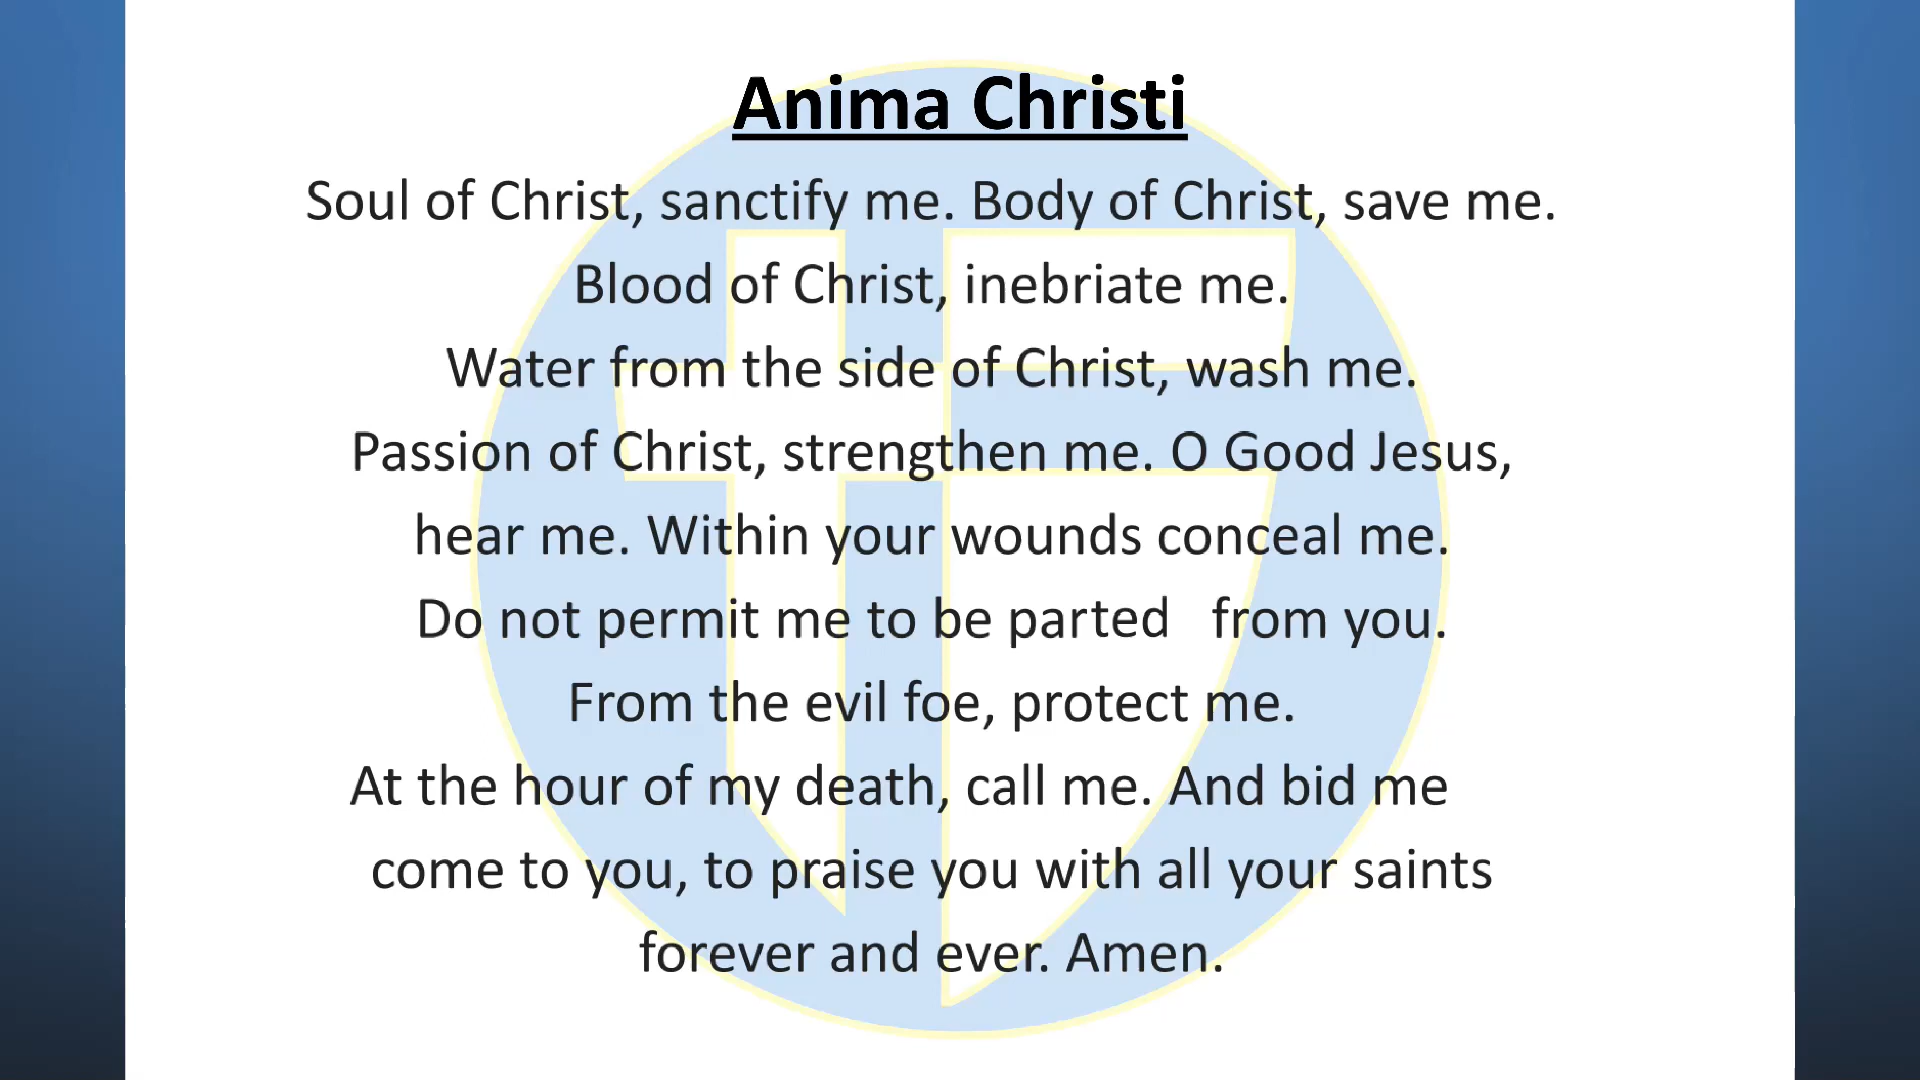 Anima Christi
Soul of Christ, sanctify me. Body of Christ, save me.
Blood of Christ, inebriate me.
Water from the side of Christ, wash me.
Passion of Christ, strengthen me. O Good Jesus,
hear me. Within your wounds conceal me.
Do not permit me to be parted from you.
From the evil foe, protect me.
At the hour of my death, call me. And bid me
come to you, to praise you with all your saints
forever and ever. Amen.